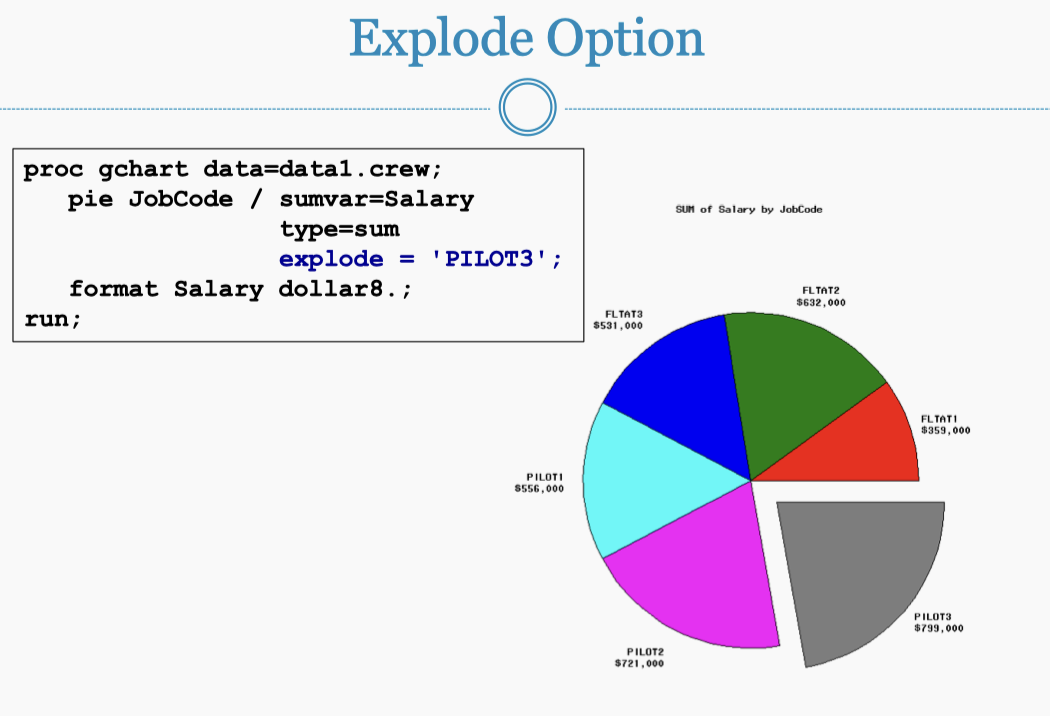 Explode Option
proc gchart data=data1.crew;
pie JobCode / sumvar=Salary
type=sum
explode = 'PILOT3';
format Salary dollar8.;
run;
SUM of Salary by JobCode
FLTAT2
$632,000
FLTAT3
$531,000
FLTAT1
$359,000
PILOT1
$556,000
PILOT3
$799,000
PILOT2
$721,000